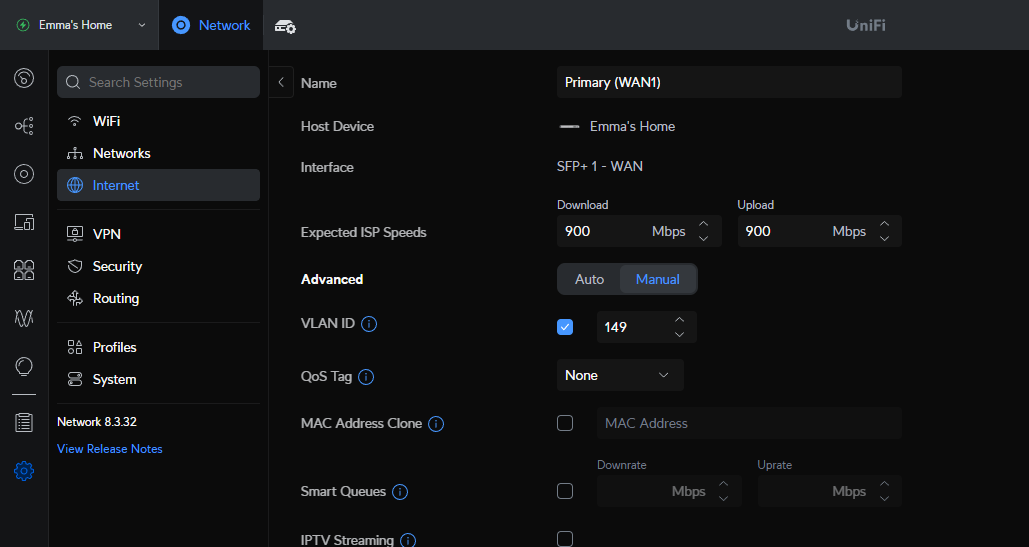 Emma's Home
Network
UniFi
Search Settings
WiFi
Networks
Internet
VPN
Security
Routing
Profiles
System
Network 8.3.32
View Release Notes
Name
Primary (WAN1)
Host Device
Emma's Home
Interface
SFP+ 1 - WAN
Download
Upload
Expected ISP Speeds
900 Mbps
900 Mbps
Advanced
Auto
Manual
VLAN ID
149
QoS Tag
None
MAC Address Clone
MAC Address
Downrate
Uprate
Smart Queues
Mbps
Mbps
IPTV Streaming